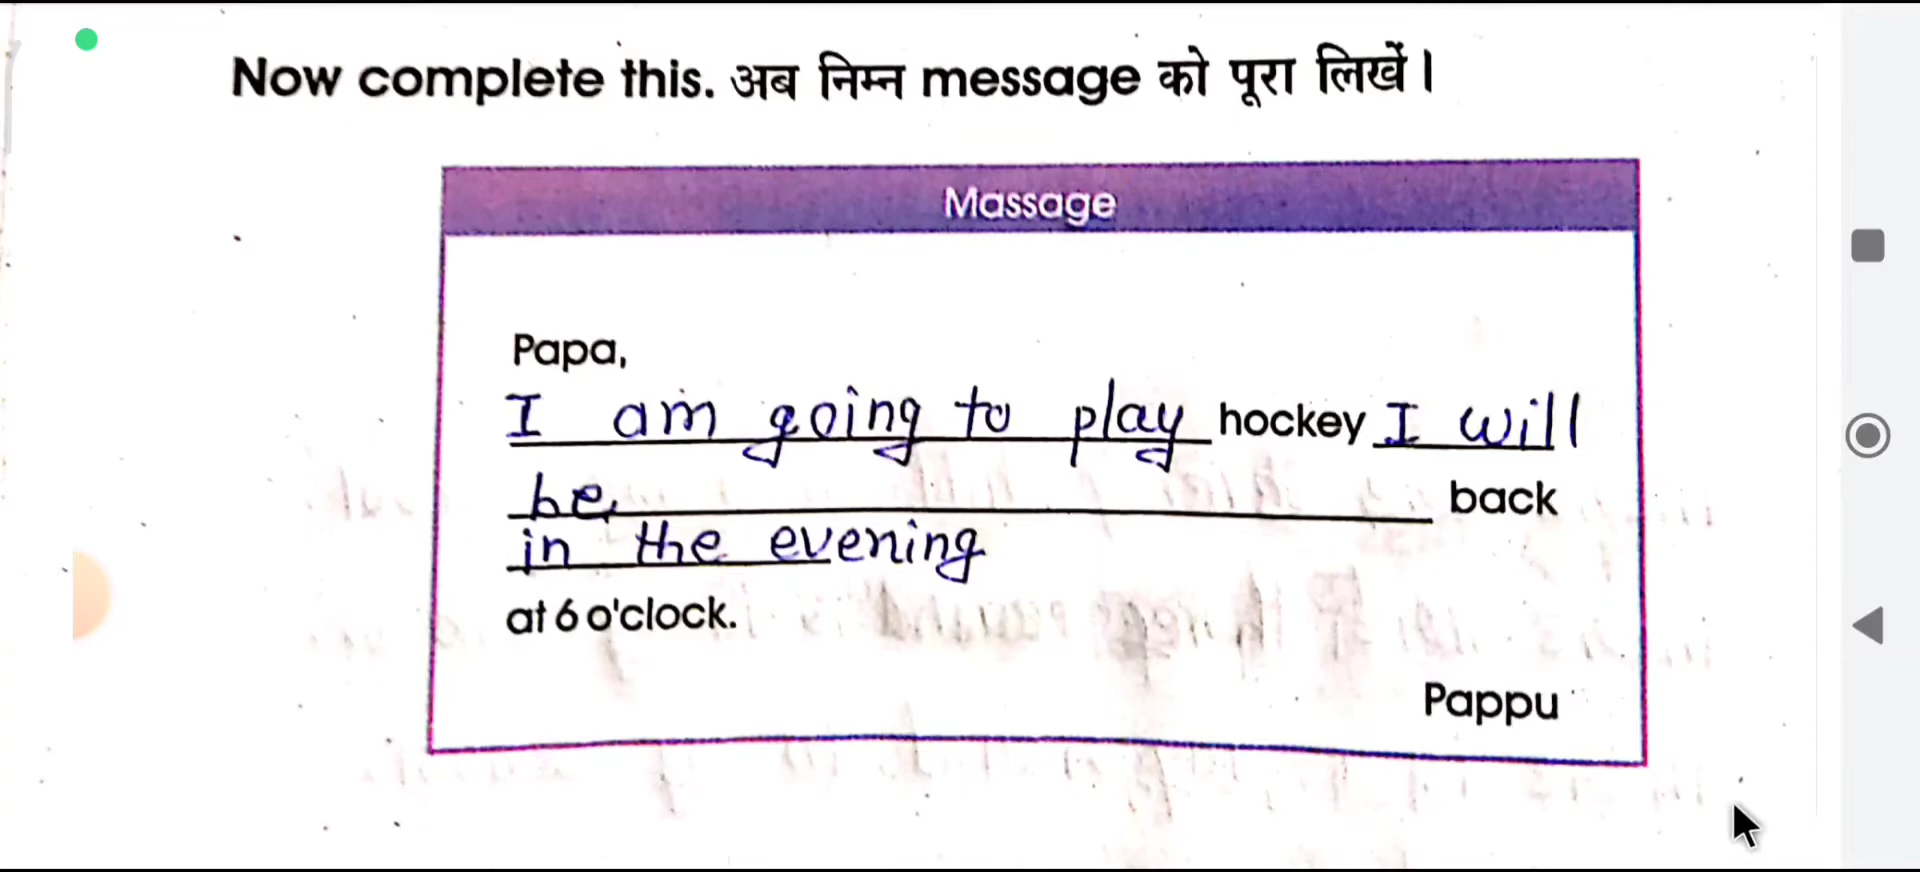 Now complete this. अब निम्न message को पूरा लिखें।
Massage
Papa,
I am going to play hockey I will
be back
in the evening
at 6 o'clock.
Pappu